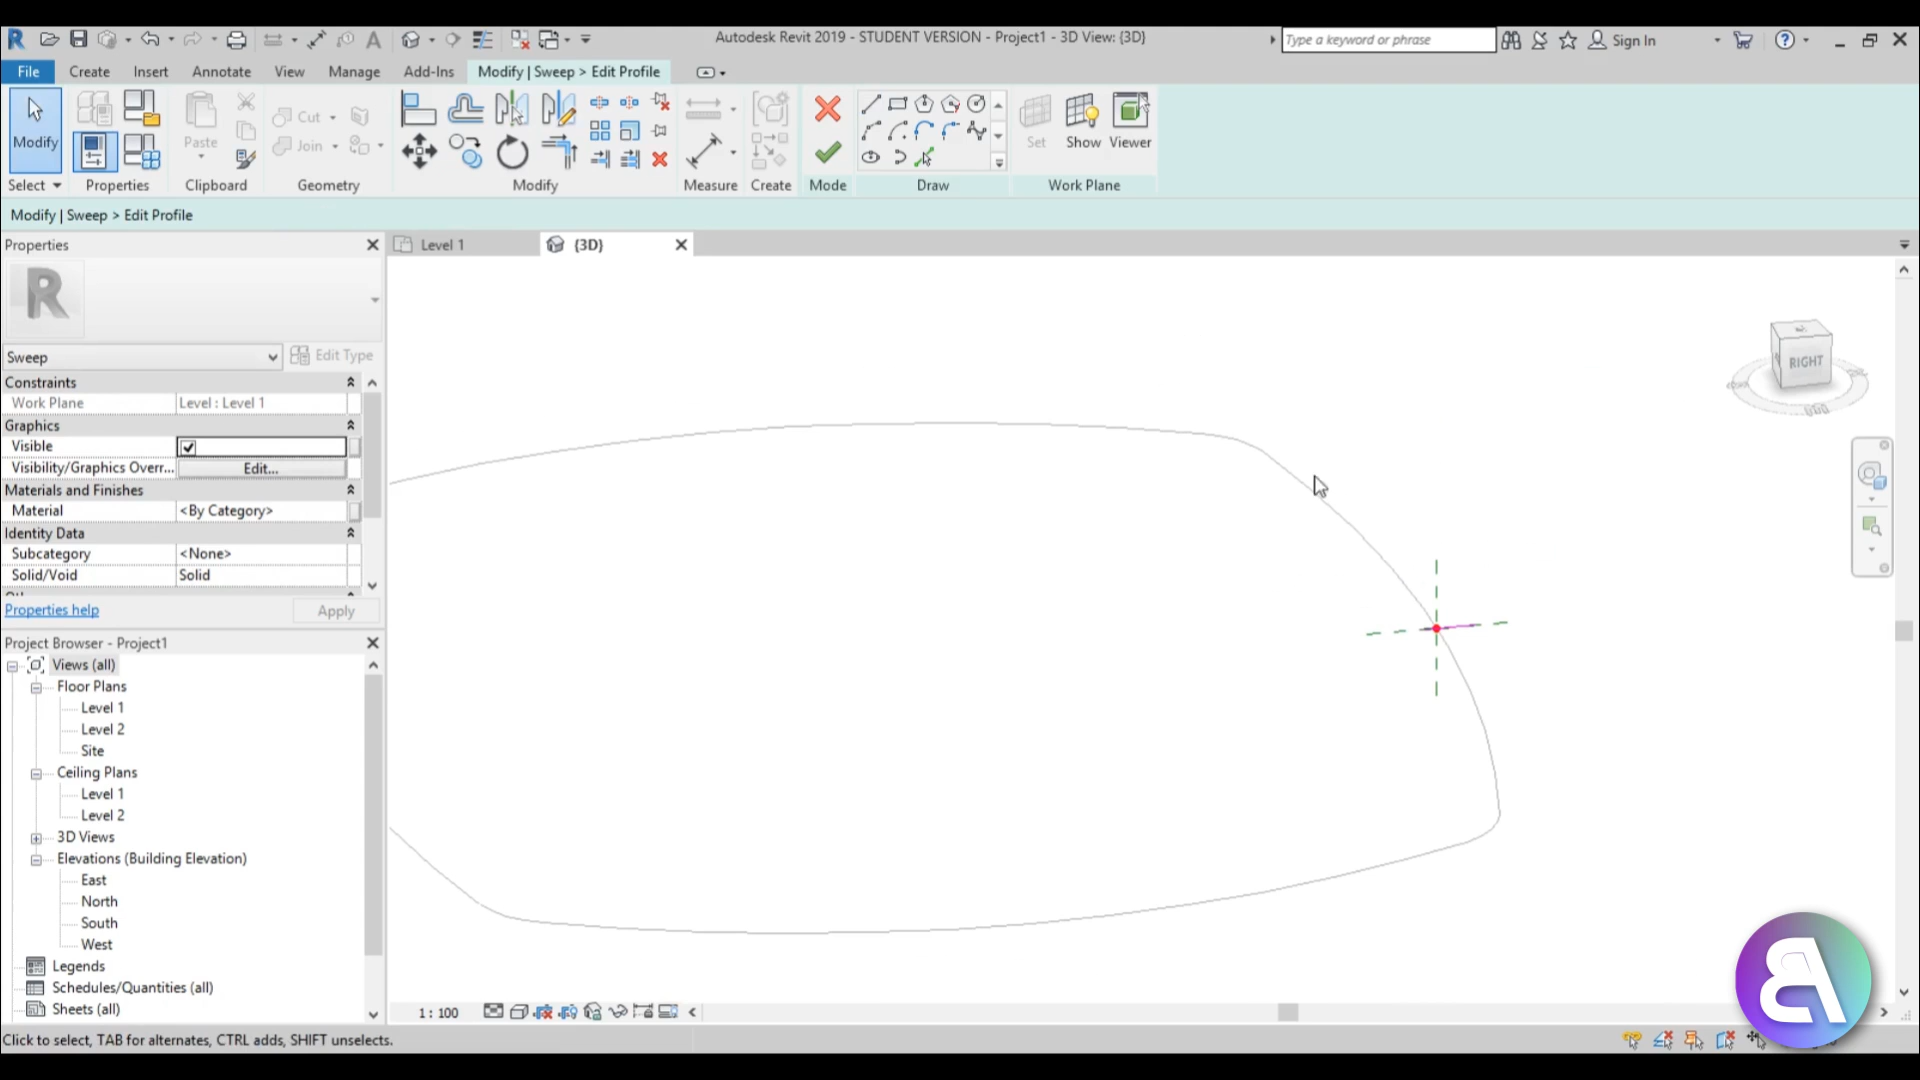 Autodesk Revit 2019 - STUDENT VERSION - Project1 - 3D View: {3D}
Type a keyword or phrase
Sign In
File Create Insert Annotate View Manage Add-Ins Modify | Sweep > Edit Profile
Modify
Paste
Cut
Join
Set Show Viewer
Select Properties Clipboard Geometry Modify Measure Create Mode Draw Work Plane
Modify | Sweep > Edit Profile
Properties
Level 1
{3D}
R
Sweep
Edit Type
Constraints
Work Plane Level : Level 1
Graphics
Visible
Visibility/Graphics Overr... Edit...
Materials and Finishes
Material <By Category>
Identity Data
Subcategory <None>
Solid/Void Solid
Properties help
Apply
RIGHT
Project Browser - Project1
Views (all)
Floor Plans
Level 1
Level 2
Site
Ceiling Plans
Level 1
Level 2
3D Views
Elevations (Building Elevation)
East
North
South
West
Legends
Schedules/Quantities (all)
Sheets (all)
1 : 100
Click to select, TAB for alternates, CTRL adds, SHIFT unselects.